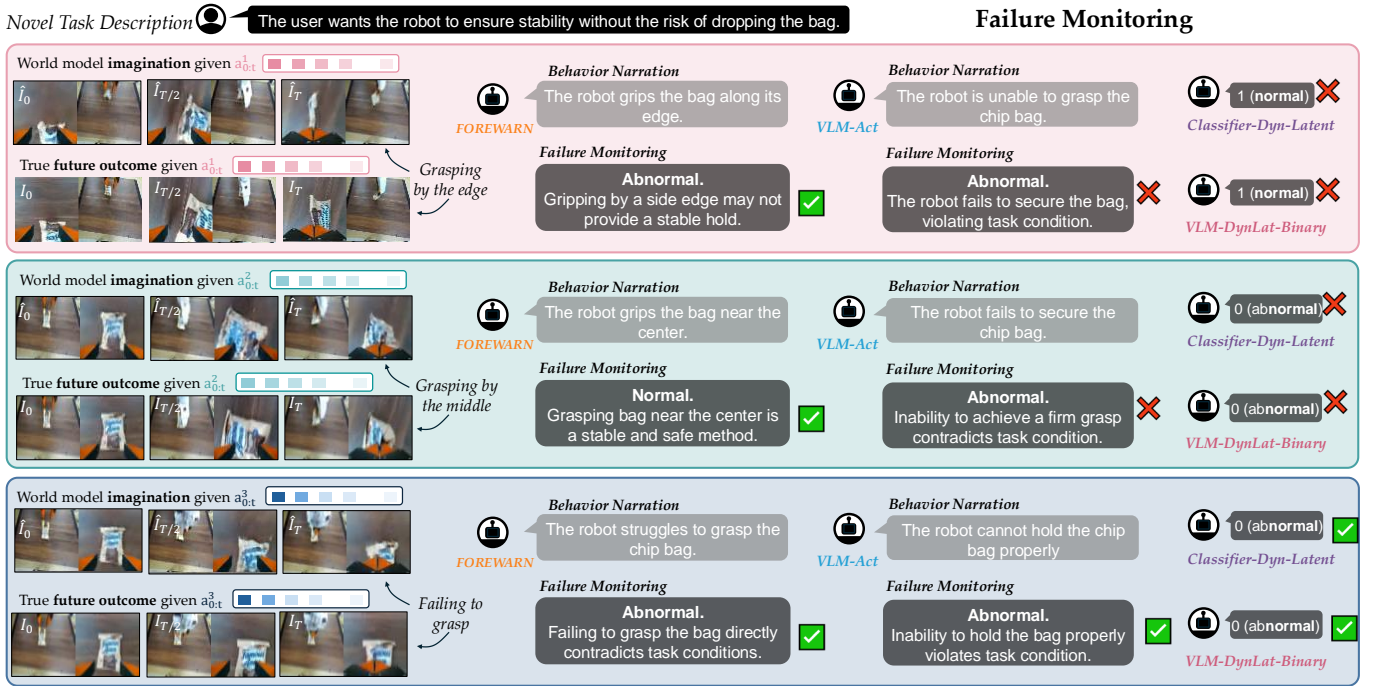 Novel Task Description
The user wants the robot to ensure stability without the risk of dropping the bag.
Failure Monitoring
World model imagination given a¹₀:t
Î₀
Î_T/2
Î_T
True future outcome given a¹₀:t
I₀
I_T/2
I_T
Grasping
by the edge
Behavior Narration
The robot grips the bag along its
edge.
FOREWARN
Failure Monitoring
Abnormal.
Gripping by a side edge may not
provide a stable hold.
Behavior Narration
The robot is unable to grasp the
chip bag.
VLM-Act
Failure Monitoring
Abnormal.
The robot fails to secure the bag,
violating task condition.
1 (normal)
Classifier-Dyn-Latent
1 (normal)
VLM-DynLat-Binary
World model imagination given a²₀:t
Î₀
Î_T/2
Î_T
True future outcome given a²₀:t
I₀
I_T/2
I_T
Grasping by
the middle
Behavior Narration
The robot grips the bag near the
center.
FOREWARN
Failure Monitoring
Normal.
Grasping bag near the center is
a stable and safe method.
Behavior Narration
The robot fails to secure the
chip bag.
VLM-Act
Failure Monitoring
Abnormal.
Inability to achieve a firm grasp
contradicts task condition.
0 (abnormal)
Classifier-Dyn-Latent
0 (abnormal)
VLM-DynLat-Binary
World model imagination given a³₀:t
Î₀
Î_T/2
Î_T
True future outcome given a³₀:t
I₀
I_T/2
I_T
Failing to
grasp
Behavior Narration
The robot struggles to grasp the
chip bag.
FOREWARN
Failure Monitoring
Abnormal.
Failing to grasp the bag directly
contradicts task conditions.
Behavior Narration
The robot cannot hold the chip
bag properly
VLM-Act
Failure Monitoring
Abnormal.
Inability to hold the bag properly
violates task condition.
0 (abnormal)
Classifier-Dyn-Latent
0 (abnormal)
VLM-DynLat-Binary